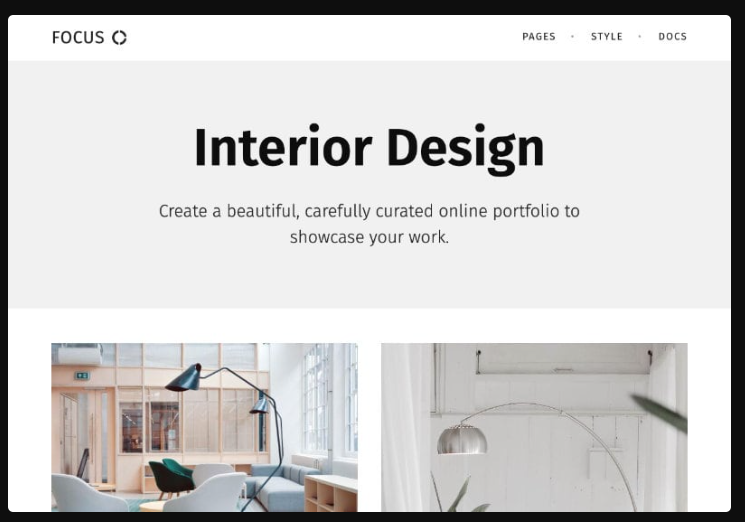 FOCUS
PAGES • STYLE • DOCS
Interior Design
Create a beautiful, carefully curated online portfolio to
showcase your work.